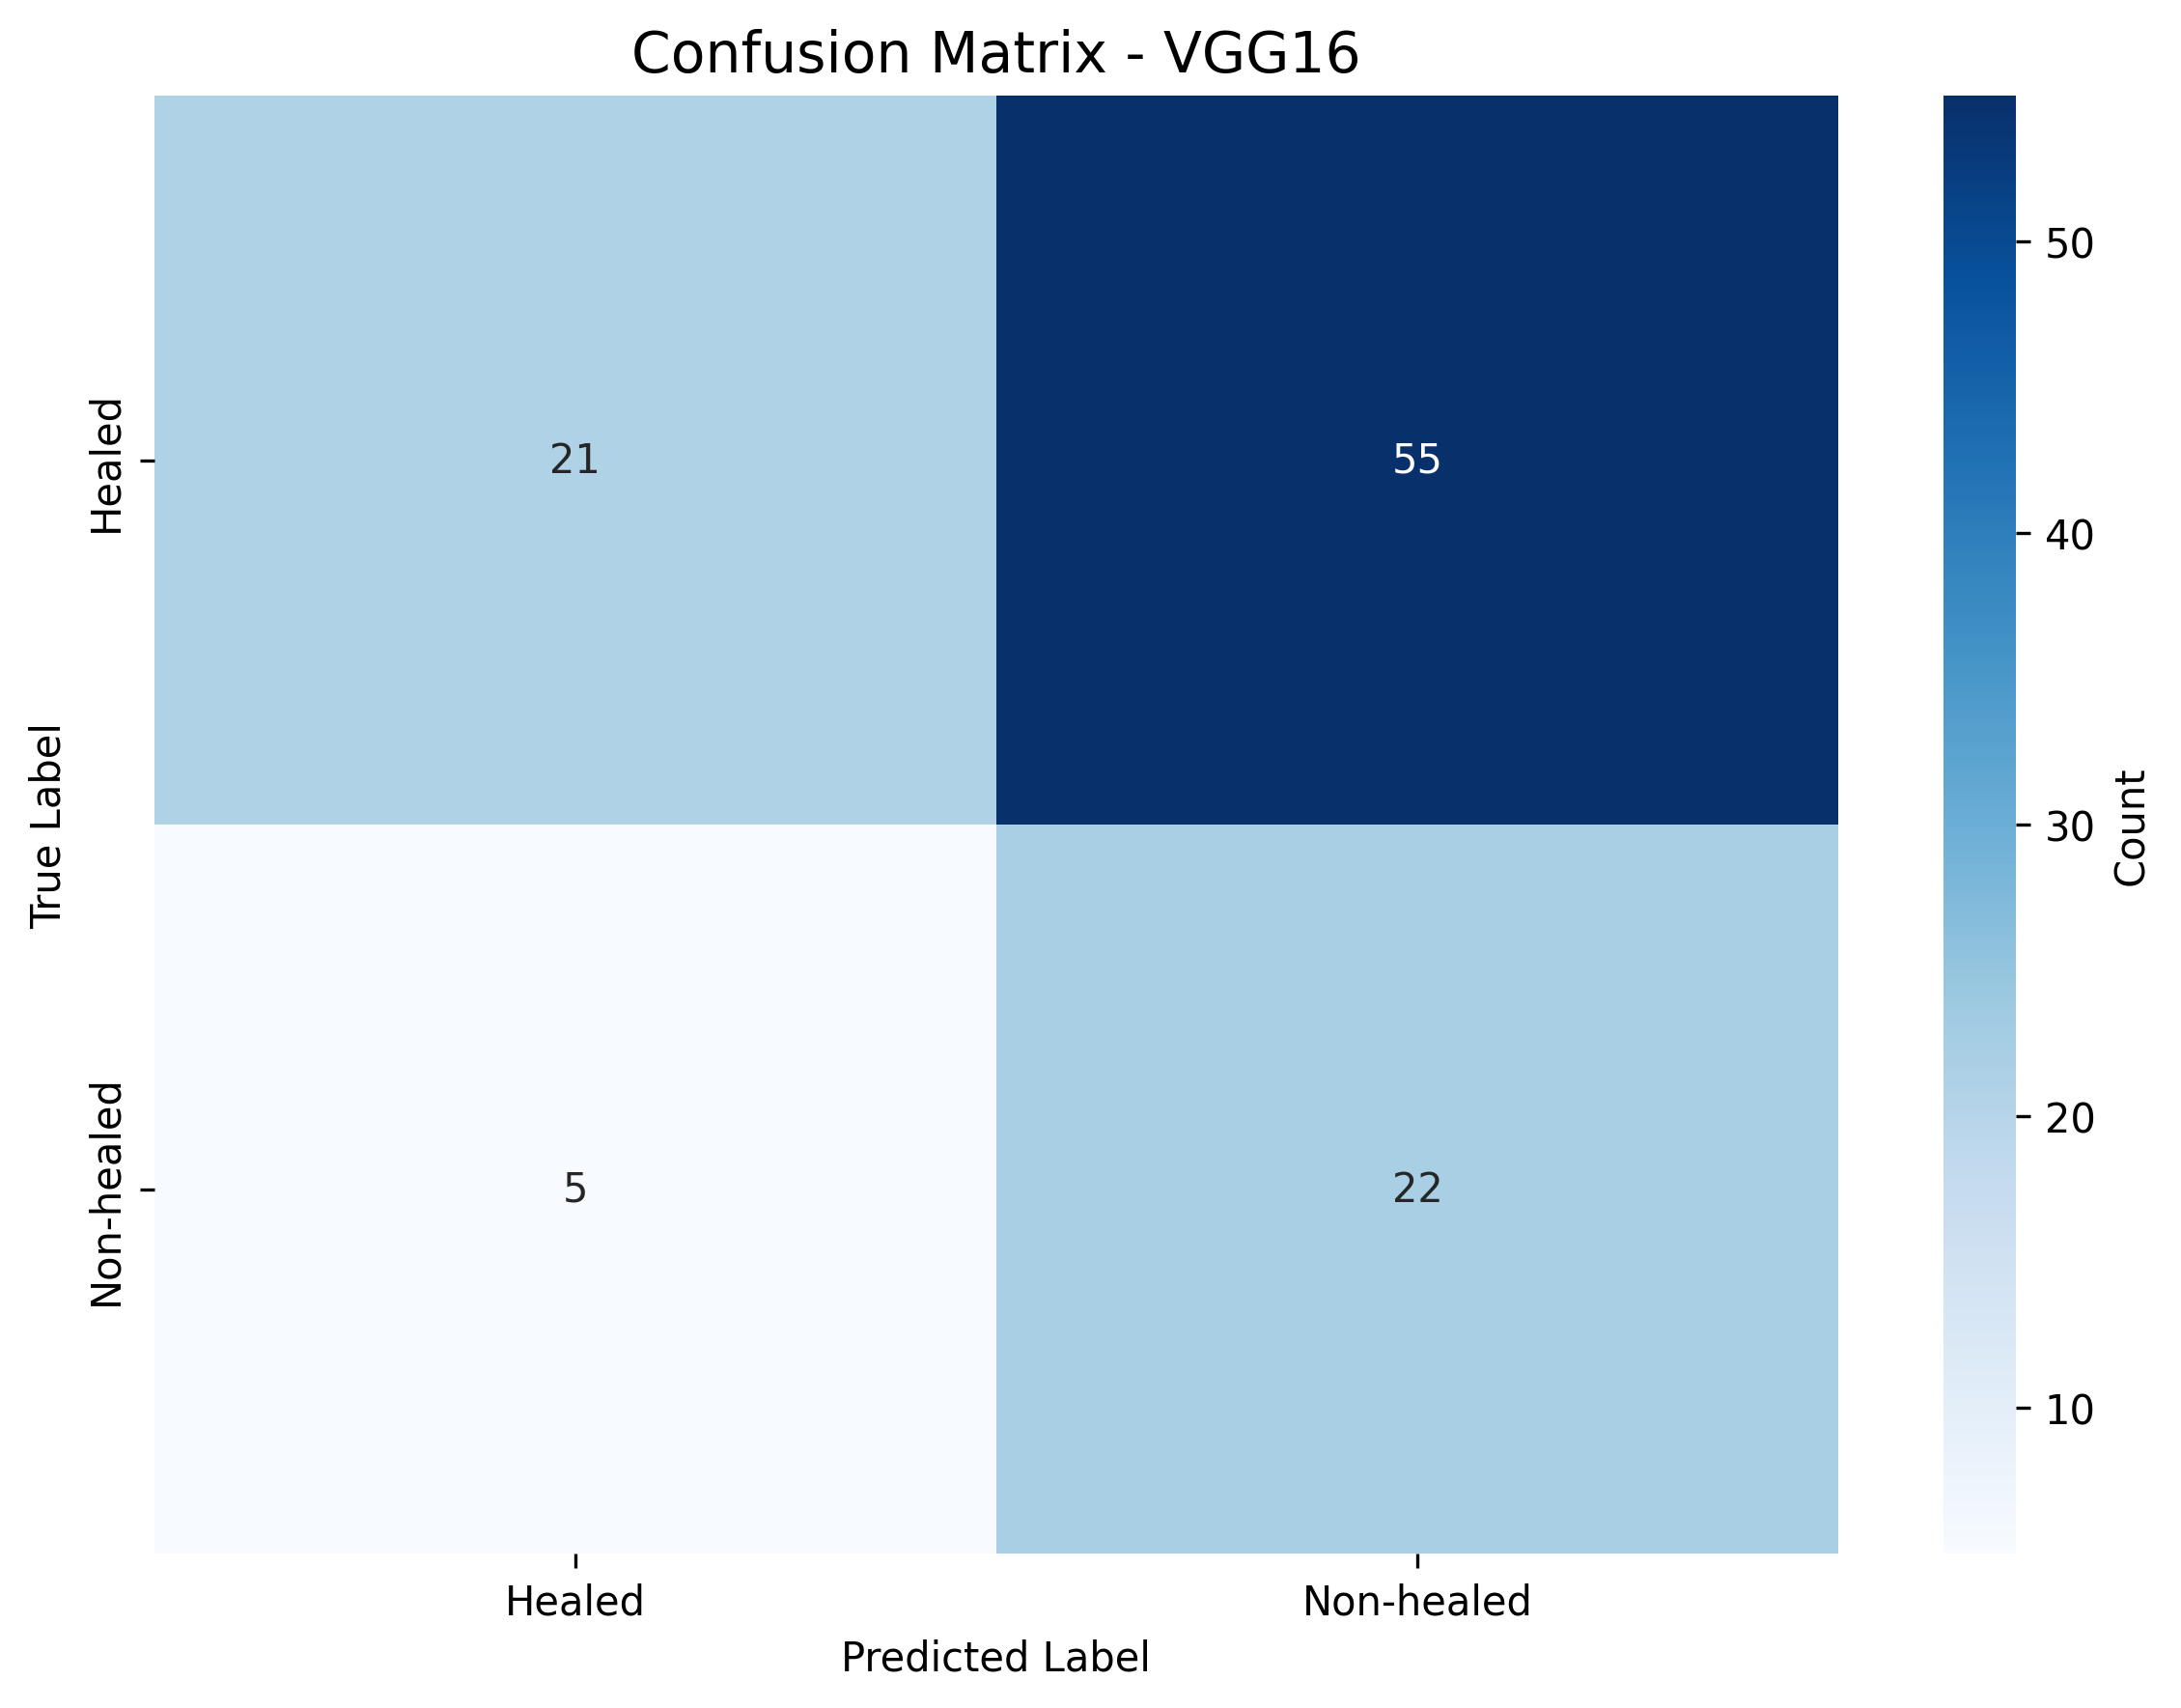 Confusion Matrix - VGG16
True Label
Healed
Non-healed
21
55
5
22
Healed
Non-healed
Predicted Label
50
40
30
20
10
Count